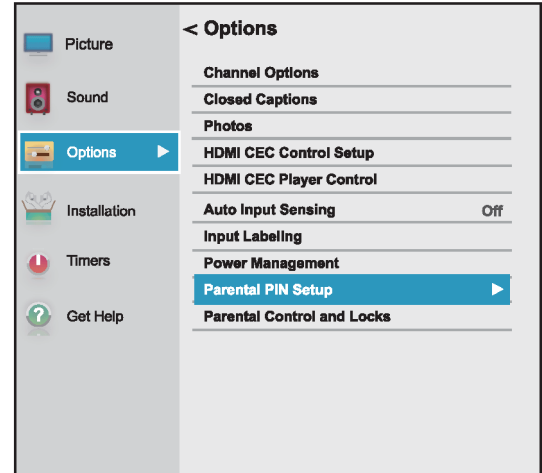 Picture
Sound
Options
Installation
Timers
Get Help
< Options
Channel Options
Closed Captions
Photos
HDMI CEC Control Setup
HDMI CEC Player Control
Auto Input Sensing Off
Input Labeling
Power Management
Parental PIN Setup
Parental Control and Locks